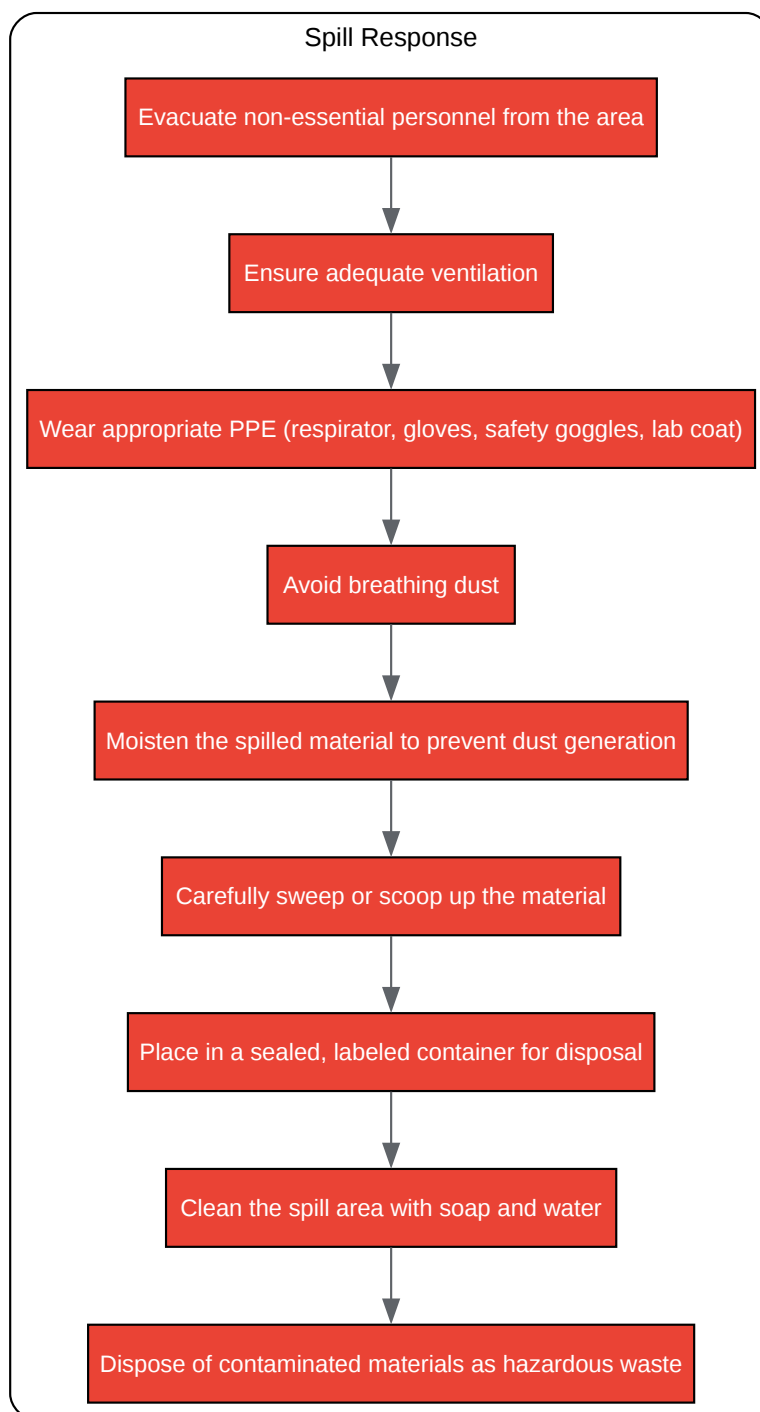 Spill Response
Evacuate non-essential personnel from the area
Ensure adequate ventilation
Wear appropriate PPE (respirator, gloves, safety goggles, lab coat)
Avoid breathing dust
Moisten the spilled material to prevent dust generation
Carefully sweep or scoop up the material
Place in a sealed, labeled container for disposal
Clean the spill area with soap and water
Dispose of contaminated materials as hazardous waste